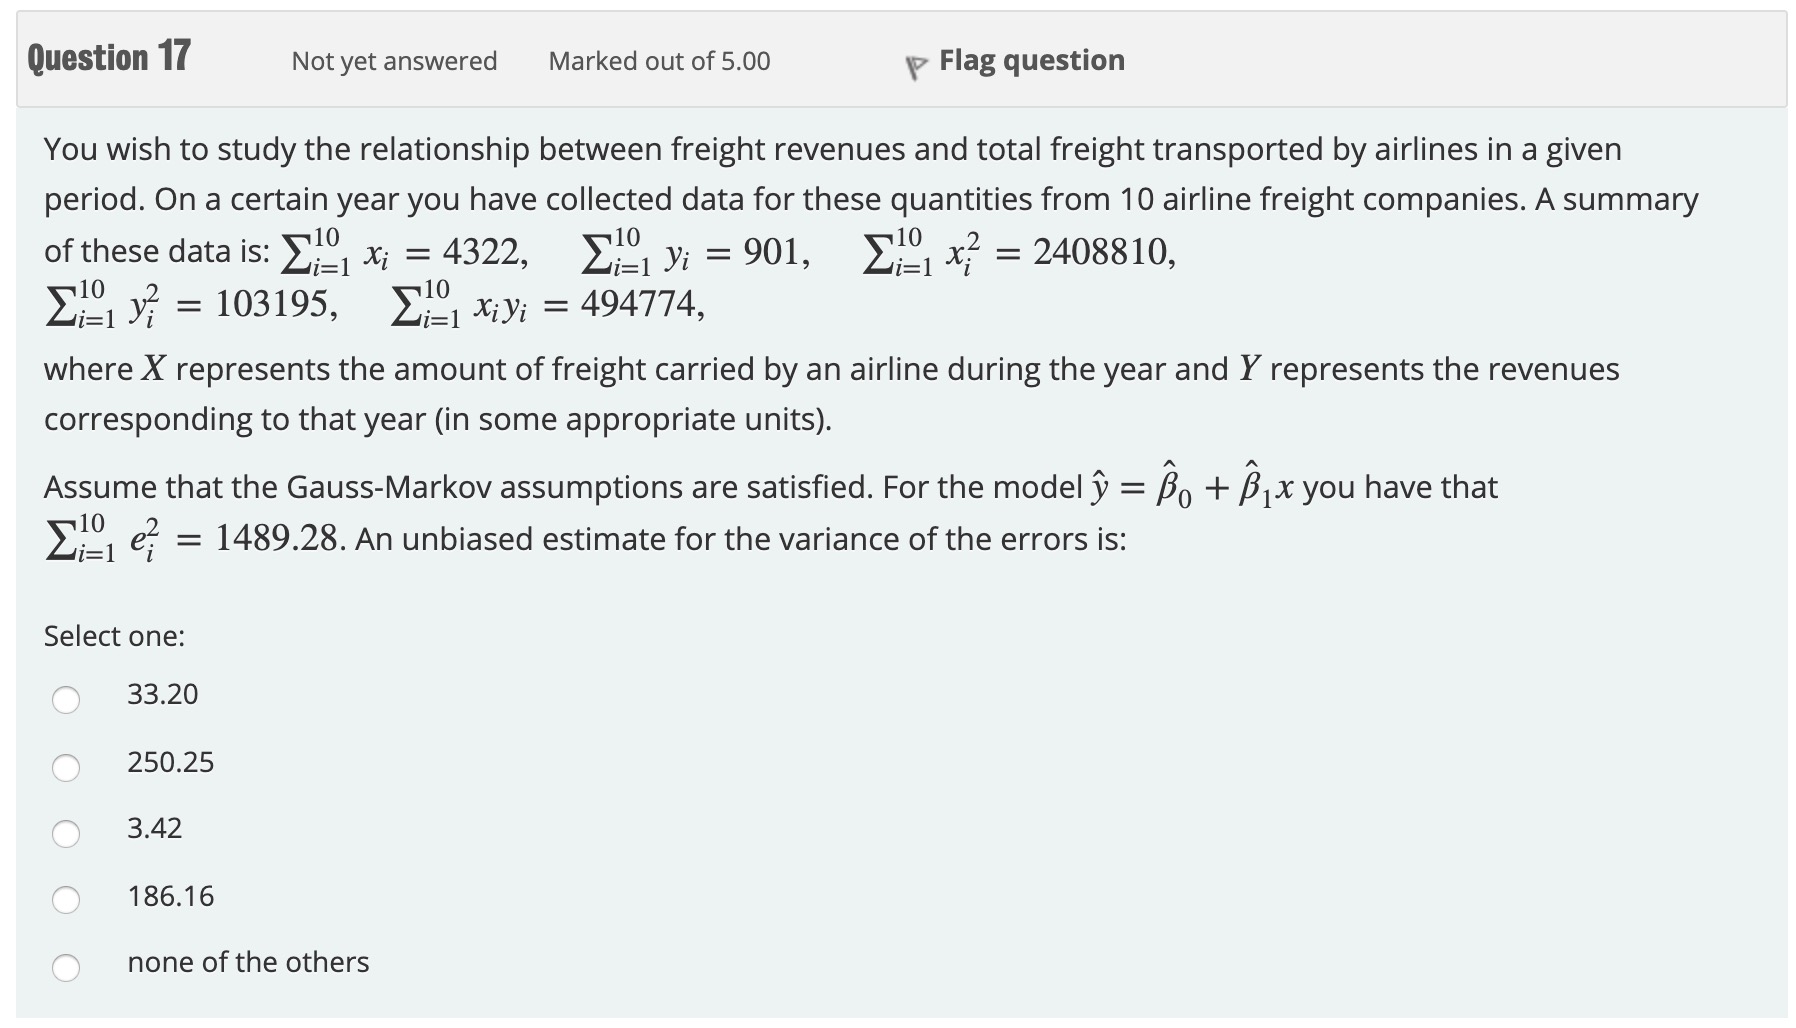 Question 17 Not yet answered Marked out of 5.00 Flag question
You wish to study the relationship between freight revenues and total freight transported by airlines in a given
period. On a certain year you have collected data for these quantities from 10 airline freight companies. A summary
of these data is: $\sum_{i=1}^{10} x_i = 4322, \quad \sum_{i=1}^{10} y_i = 901, \quad \sum_{i=1}^{10} x_i^2 = 2408810,$
$\sum_{i=1}^{10} y_i^2 = 103195, \quad \sum_{i=1}^{10} x_i y_i = 494774,$
where $X$ represents the amount of freight carried by an airline during the year and $Y$ represents the revenues
corresponding to that year (in some appropriate units).
Assume that the Gauss-Markov assumptions are satisfied. For the model $\hat{y} = \hat{\beta}_0 + \hat{\beta}_1 x$ you have that
$\sum_{i=1}^{10} e_i^2 = 1489.28$. An unbiased estimate for the variance of the errors is:
Select one:
33.20
250.25
3.42
186.16
none of the others